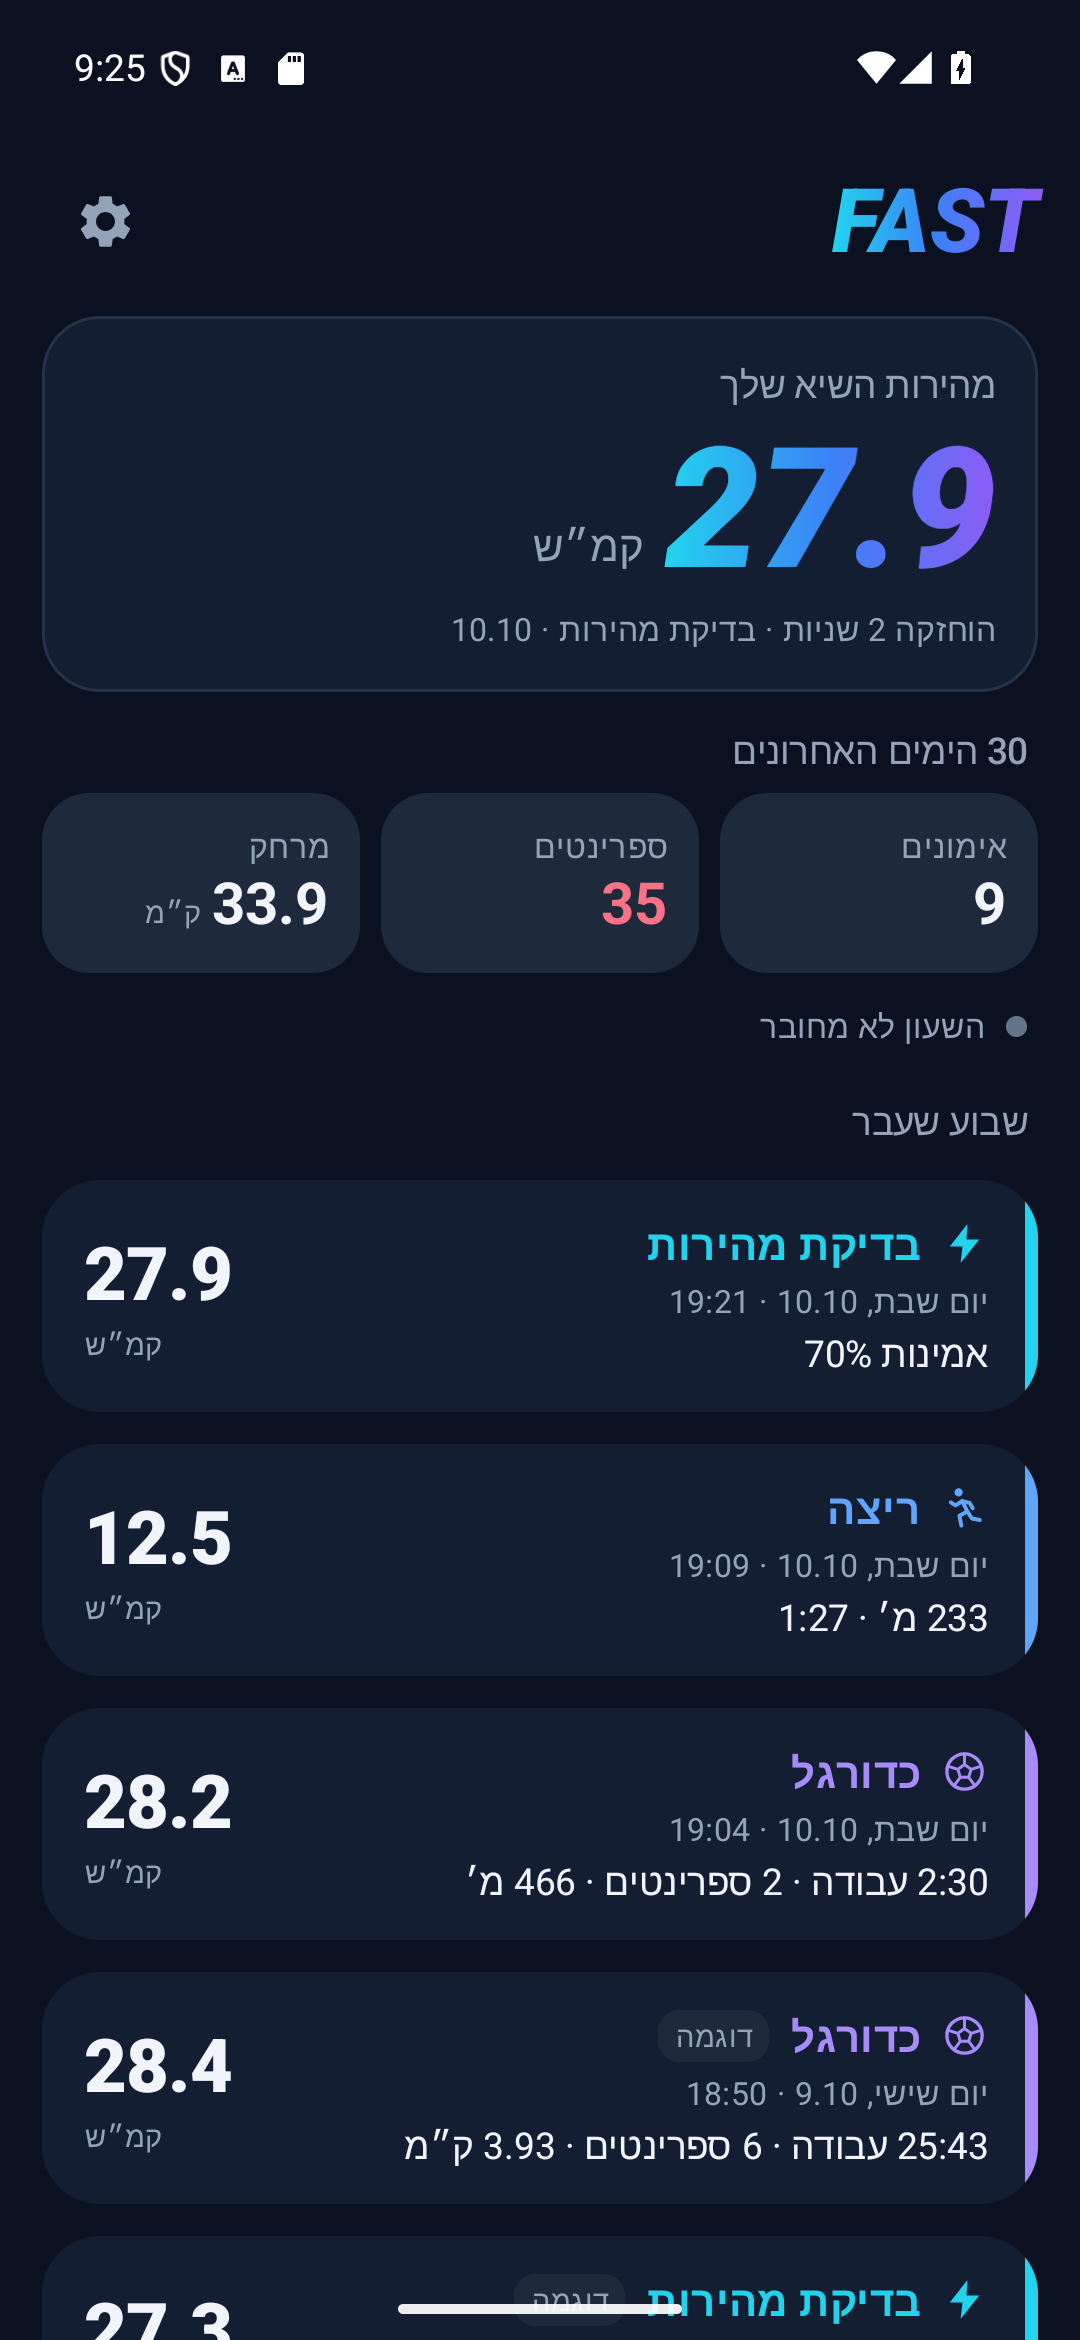 9:25
FAST
מהירות השיא שלך
27.9 קמ״ש
הוחזקה 2 שניות · בדיקת מהירות · 10.10
30 הימים האחרונים
אימונים
9
ספרינטים
35
מרחק
33.9 ק״מ
השעון לא מחובר
שבוע שעבר
בדיקת מהירות
יום שבת, 10.10 · 19:21
אמינות 70%
27.9
קמ״ש
ריצה
יום שבת, 10.10 · 19:09
233 מ׳ · 1:27
12.5
קמ״ש
כדורגל
יום שבת, 10.10 · 19:04
2:30 עבודה · 2 ספרינטים · 466 מ׳
28.2
קמ״ש
כדורגל דוגמה
יום שישי, 9.10 · 18:50
25:43 עבודה · 6 ספרינטים · 3.93 ק״מ
28.4
קמ״ש
בדיקת מהירות דוגמה
27.3